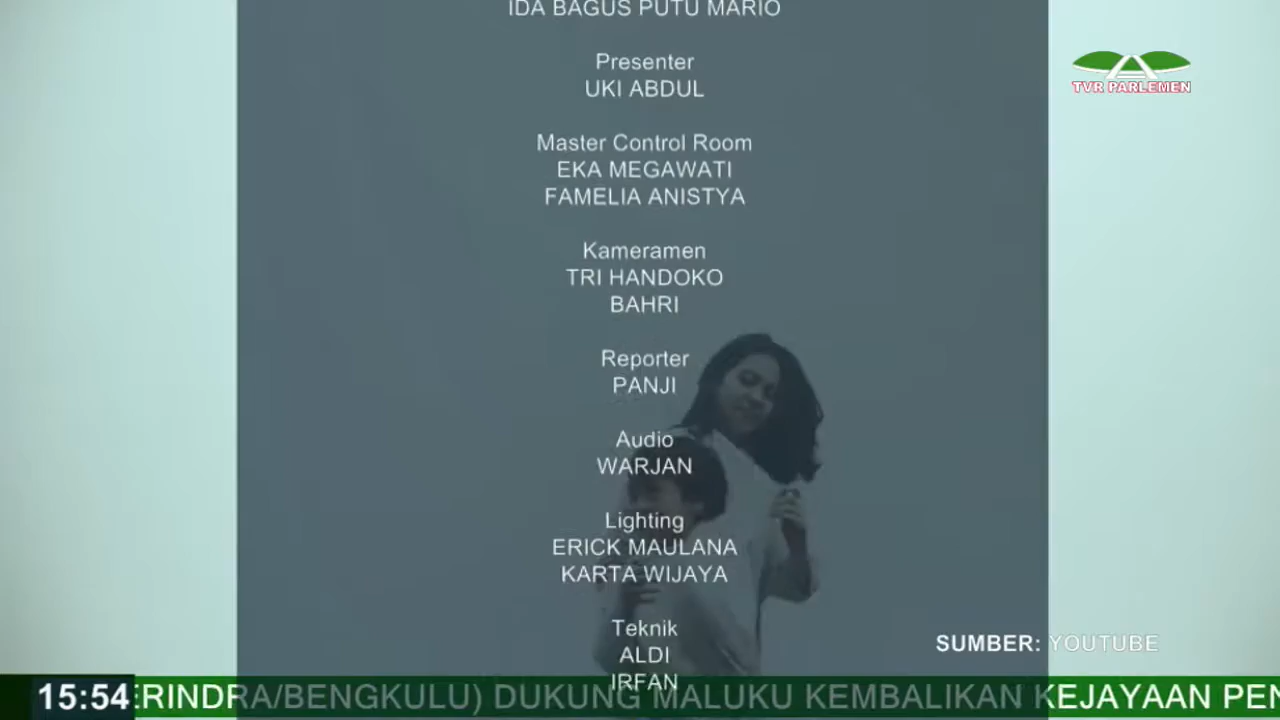 IDA BAGUS PUTU MARIO
TVR PARLEMEN
Presenter
UKI ABDUL
Master Control Room
EKA MEGAWATI
FAMELIA ANISTYA
Kameramen
TRI HANDOKO
BAHRI
Reporter
PANJI
Audio
WARJAN
Lighting
ERICK MAULANA
KARTA WIJAYA
Teknik
ALDI
IRFAN
SUMBER: YOUTUBE
15:54
ERINDRA/BENGKULU) DUKUNG MALUKU KEMBALIKAN KEJAYAAN PEN